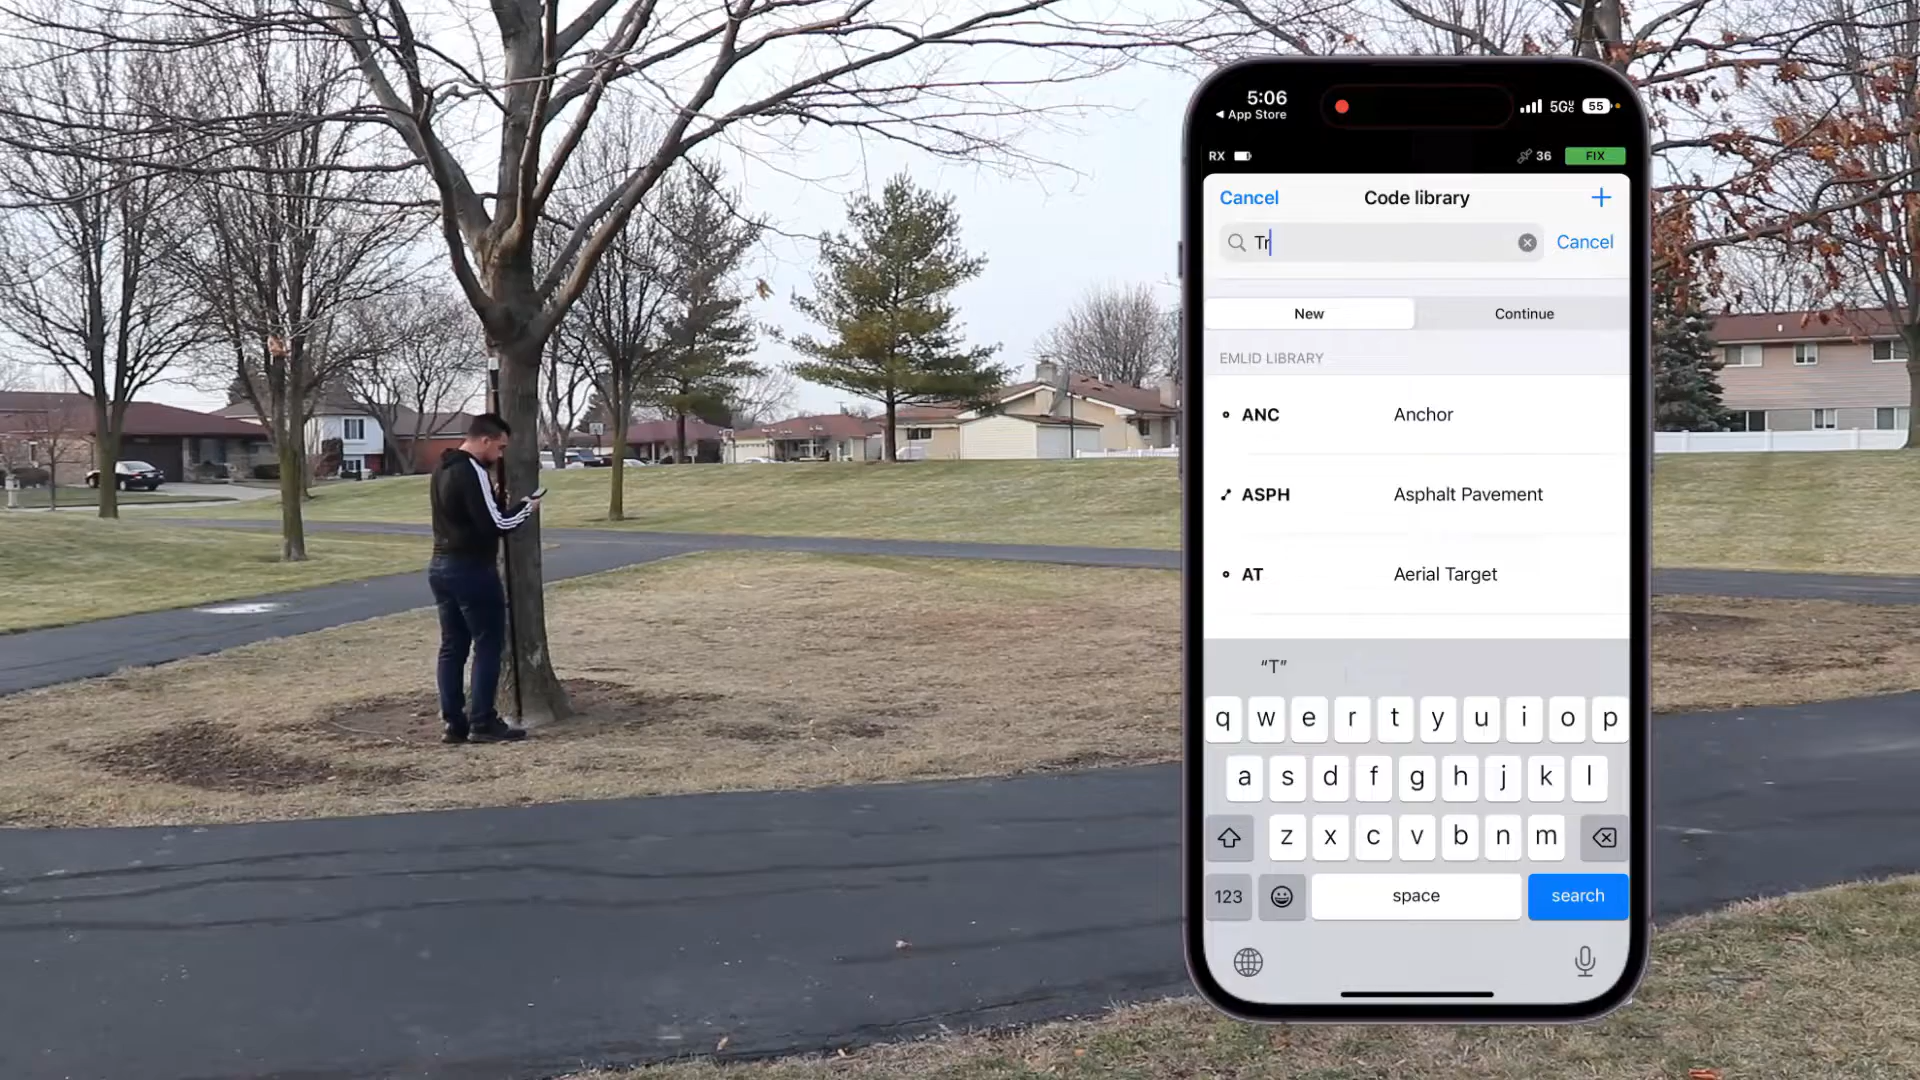 5:06
◀ App Store
5G
55
RX
36
FIX
Cancel
Code library
+
Tr
Cancel
New
Continue
EMLID LIBRARY
ANC
Anchor
ASPH
Asphalt Pavement
AT
Aerial Target
“T”
q w e r t y u i o p
a s d f g h j k l
z x c v b n m
123
space
search